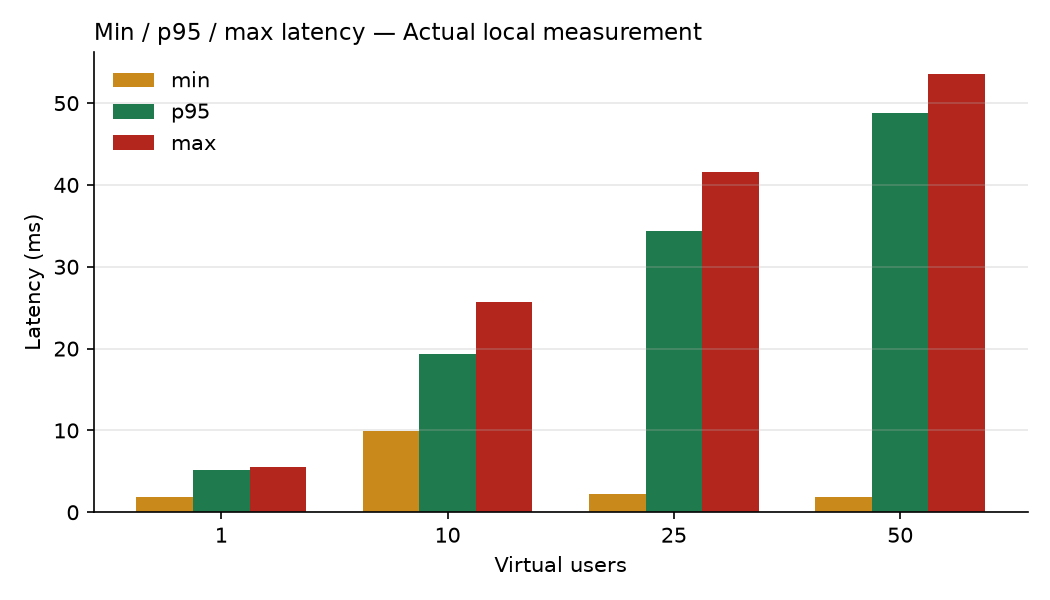 Min / p95 / max latency — Actual local measurement
min
p95
max
Latency (ms)
50
40
30
20
10
0
1
10
25
50
Virtual users